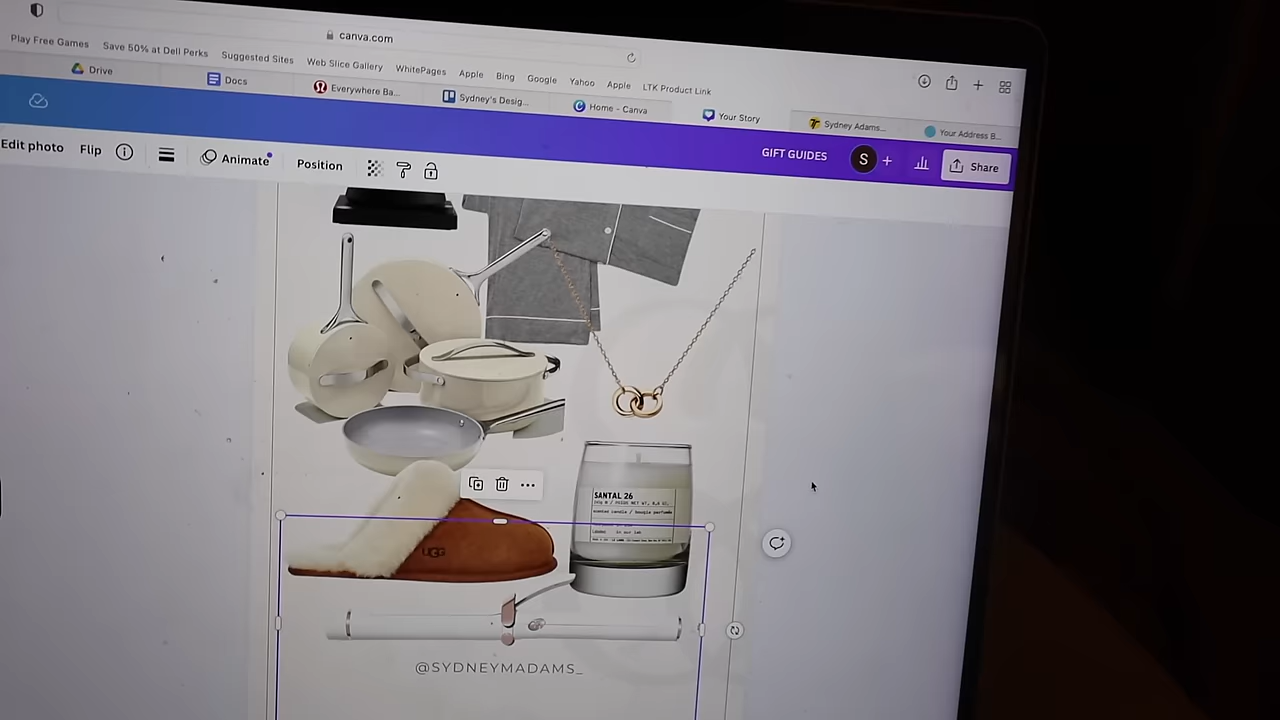 canva.com
Play Free Games Save 50% at Dell Perks Suggested Sites Web Slice Gallery WhitePages Apple Bing Google Yahoo Apple LTK Product Link
Drive Docs Everywhere Ba... Sydney's Desig... Home - Canva Your Story Sydney Adams... Your Address B...
GIFT GUIDES S + Share
Edit photo Flip Animate Position
SANTAL 26
UGG
@SYDNEYMADAMS_